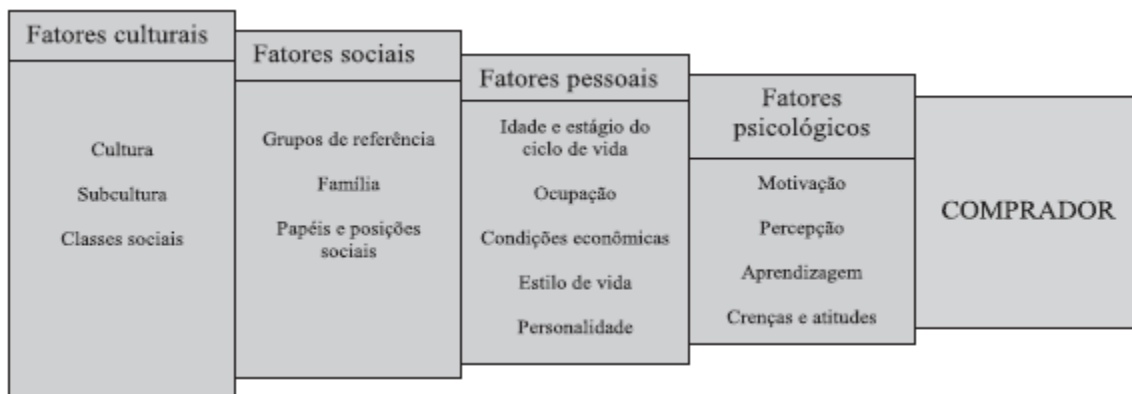 Fatores culturais
Cultura
Subcultura
Classes sociais
Fatores sociais
Grupos de referência
Família
Papéis e posições
sociais
Fatores pessoais
Idade e estágio do
ciclo de vida
Ocupação
Condições econômicas
Estilo de vida
Personalidade
Fatores
psicológicos
Motivação
Percepção
Aprendizagem
Crenças e atitudes
COMPRADOR